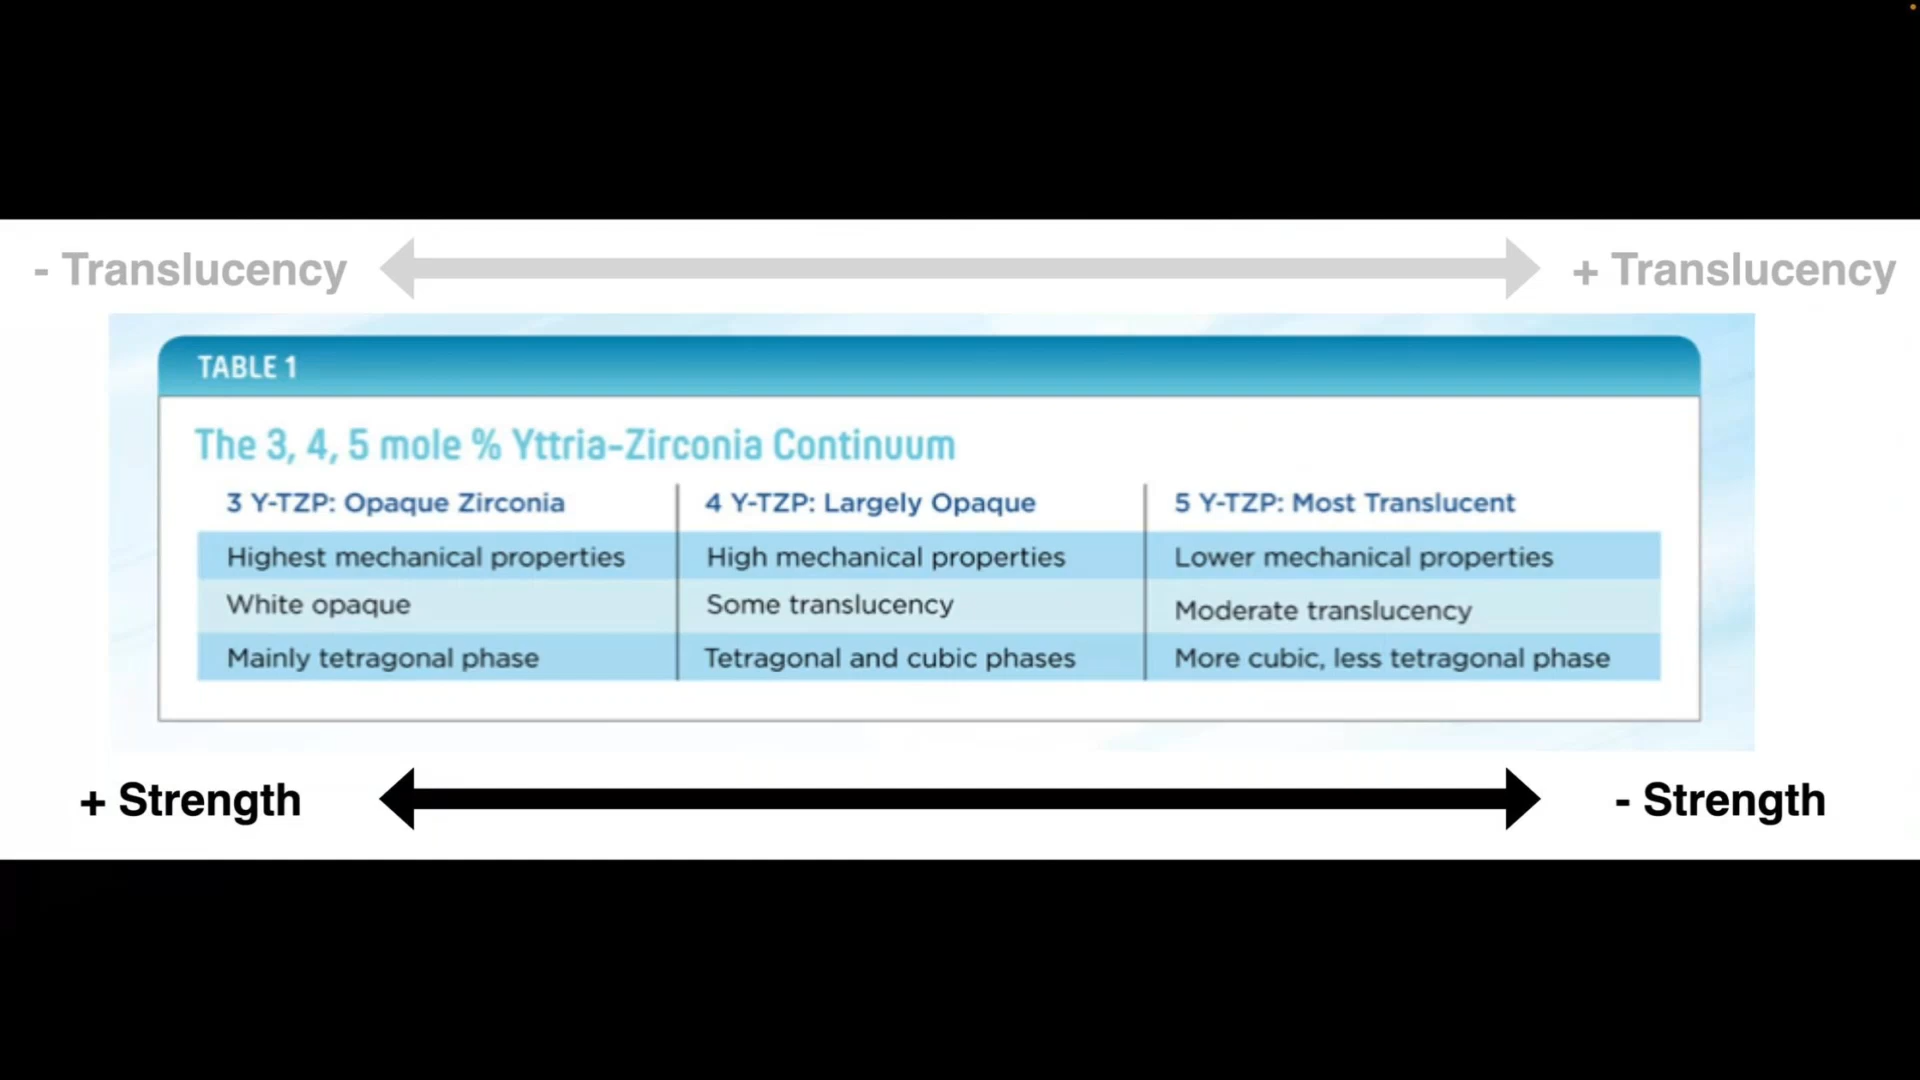 - Translucency + Translucency
TABLE 1
The 3, 4, 5 mole % Yttria-Zirconia Continuum
3 Y-TZP: Opaque Zirconia 4 Y-TZP: Largely Opaque 5 Y-TZP: Most Translucent
Highest mechanical properties High mechanical properties Lower mechanical properties
White opaque Some translucency Moderate translucency
Mainly tetragonal phase Tetragonal and cubic phases More cubic, less tetragonal phase
+ Strength - Strength